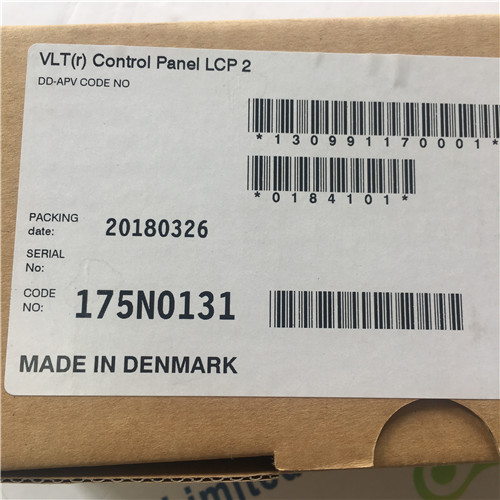 VLT(r) Control Panel LCP 2
DD-APV CODE NO
*130991170001*
*0184101*
PACKING
date: 20180326
SERIAL
No:
CODE
NO: 175N0131
MADE IN DENMARK
Limited